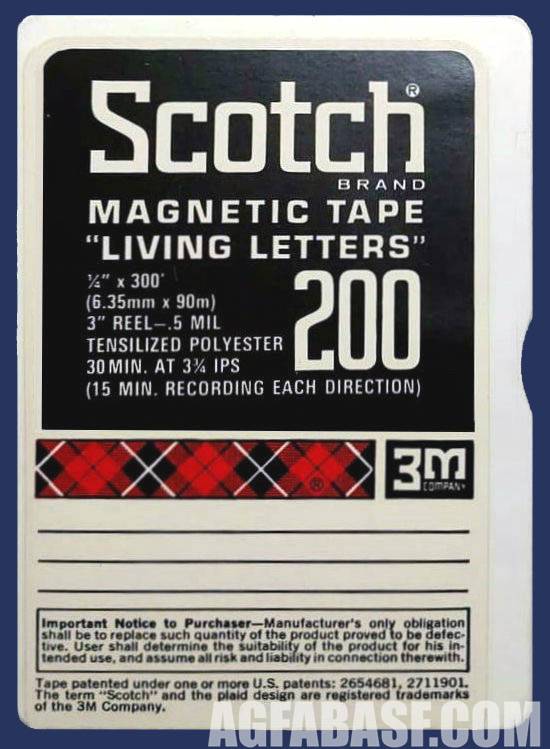 Scotch®
BRAND
MAGNETIC TAPE
"LIVING LETTERS"
¼" x 300'
(6.35mm x 90m)
3" REEL—.5 MIL
TENSILIZED POLYESTER
30 MIN. AT 3¾ IPS
200
(15 MIN. RECORDING EACH DIRECTION)
®
3M
COMPANY
Important Notice to Purchaser—Manufacturer's only obligation
shall be to replace such quantity of the product proved to be defec-
tive. User shall determine the suitability of the product for his in-
tended use, and assume all risk and liability in connection therewith.
Tape patented under one or more U.S. patents: 2654681, 2711901.
The term "Scotch" and the plaid design are registered trademarks
of the 3M Company.
AGFABASE.COM